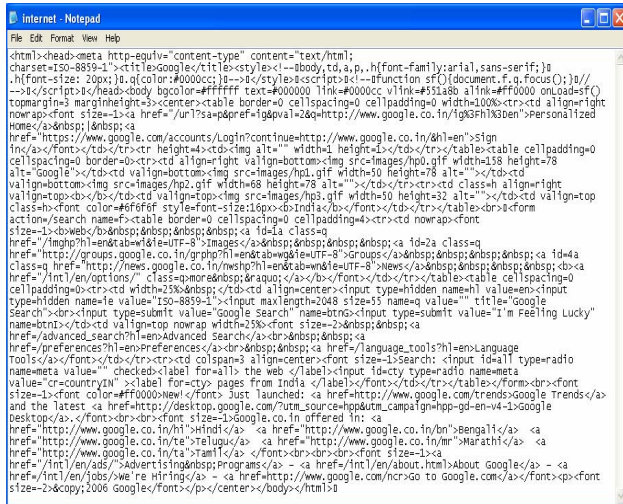 internet - Notepad
File Edit Format View Help
<html><head><meta http-equiv="content-type" content="text/html;
charset=ISO-8859-1"><title>Google</title><style><!--▯body,td,a,p,.h{font-family:arial,sans-serif;}▯
.h{font-size: 20px;}▯.q{color:#0000cc;}▯--></style>▯<script>▯<!--▯function sf(){document.f.q.focus();}▯//
-->▯</script>▯</head><body bgcolor=#ffffff text=#000000 link=#0000cc vlink=#551a8b alink=#ff0000 onLoad=sf()
topmargin=3 marginheight=3><center><table border=0 cellspacing=0 cellpadding=0 width=100%><tr><td align=right
nowrap><font size=-1><a href="/url?sa=p&pref=ig&pval=2&q=http://www.google.co.in/ig%3Fhl%3Den">Personalized
Home</a>&nbsp;|&nbsp;<a
href="https://www.google.com/accounts/Login?continue=http://www.google.co.in/&hl=en">Sign
in</a></font></td></tr><tr height=4><td><img alt="" width=1 height=1></td></tr></table><table cellpadding=0
cellspacing=0 border=0><tr><td align=right valign=bottom><img src=images/hp0.gif width=158 height=78
alt="Google"></td><td valign=bottom><img src=images/hp1.gif width=50 height=78 alt=""></td><td
valign=bottom><img src=images/hp2.gif width=68 height=78 alt=""></td></tr><tr><td class=h align=right
valign=top><b></b></td><td valign=top><img src=images/hp3.gif width=50 height=32 alt=""></td><td valign=top
class=h><font color=#6f6f6f style=font-size:16px><b>India</b></font></td></tr></table><br>▯<form
action=/search name=f><table border=0 cellspacing=0 cellpadding=4><tr><td nowrap><font
size=-1><b>Web</b>&nbsp;&nbsp;&nbsp;&nbsp;<a id=1a class=q
href="/imghp?hl=en&tab=wi&ie=UTF-8">Images</a>&nbsp;&nbsp;&nbsp;&nbsp;<a id=2a class=q
href="http://groups.google.co.in/grphp?hl=en&tab=wg&ie=UTF-8">Groups</a>&nbsp;&nbsp;&nbsp;&nbsp;<a id=4a
class=q href="http://news.google.co.in/nwshp?hl=en&tab=wn&ie=UTF-8">News</a>&nbsp;&nbsp;&nbsp;&nbsp;<b><a
href="/intl/en/options/" class=q>more&nbsp;&raquo;</a></b></font></td></tr></table><table cellspacing=0
cellpadding=0><tr><td width=25%>&nbsp;</td><td align=center><input type=hidden name=hl value=en><input
type=hidden name=ie value="ISO-8859-1"><input maxlength=2048 size=55 name=q value="" title="Google
Search"><br><input type=submit value="Google Search" name=btnG><input type=submit value="I'm Feeling Lucky"
name=btnI></td><td valign=top nowrap width=25%><font size=-2>&nbsp;&nbsp;<a
href=/advanced_search?hl=en>Advanced Search</a><br>&nbsp;&nbsp;<a
href=/preferences?hl=en>Preferences</a><br>&nbsp;&nbsp;<a href=/language_tools?hl=en>Language
Tools</a></font></td></tr><tr><td colspan=3 align=center><font size=-1>Search: <input id=all type=radio
name=meta value="" checked><label for=all> the web </label><input id=cty type=radio name=meta
value="cr=countryIN" ><label for=cty> pages from India </label></font></td></tr></table></form><br><font
size=-1><font color=#ff0000>New!</font> Just launched: <a href=http://www.google.com/trends>Google Trends</a>
and the latest <a href=http://desktop.google.com/?utm_source=hpp&utm_campaign=hpp-gd-en-v4-1>Google
Desktop</a>.</font><br><br><font size=-1>Google.co.in offered in: <a
href="http://www.google.co.in/hi">Hindi</a> <a href="http://www.google.co.in/bn">Bengali</a> <a
href="http://www.google.co.in/te">Telugu</a> <a href="http://www.google.co.in/mr">Marathi</a> <a
href="http://www.google.co.in/ta">Tamil</a> </font><br><br><br><font size=-1><a
href="/intl/en/ads/">Advertising&nbsp;Programs</a> - <a href=/intl/en/about.html>About Google</a> - <a
href=/intl/en/jobs/>We're Hiring</a> - <a href=http://www.google.com/ncr>Go to Google.com</a></font><p><font
size=-2>&copy;2006 Google</font></p></center></body></html>▯